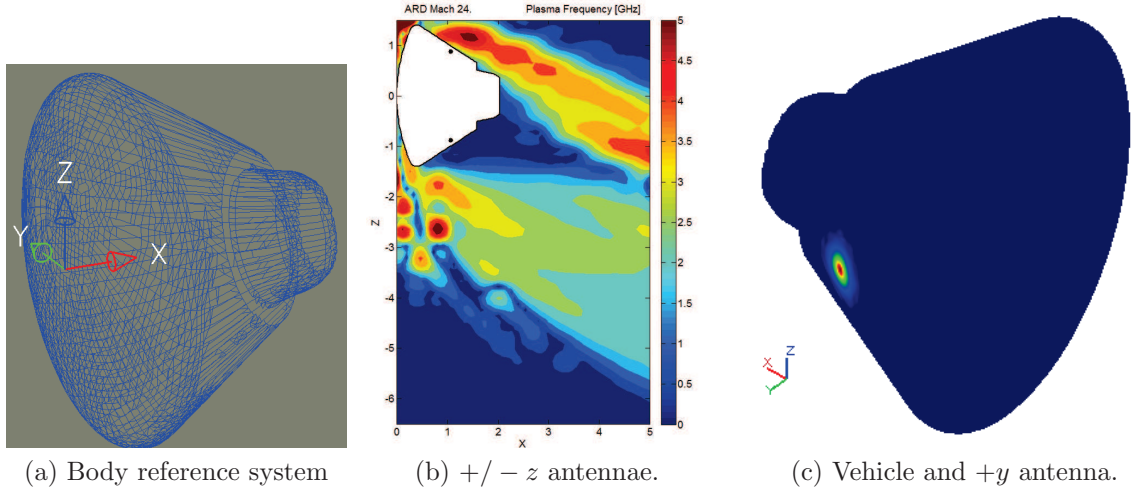 Z
Y
X
(a) Body reference system
ARD Mach 24. Plasma Frequency [GHz]
1
0
-1
-2
-3
-4
-5
-6
Z
0 1 2 3 4 5
X
5
4.5
4
3.5
3
2.5
2
1.5
1
0.5
0
(b) +/ − z antennae.
X
Z
Y
(c) Vehicle and +y antenna.